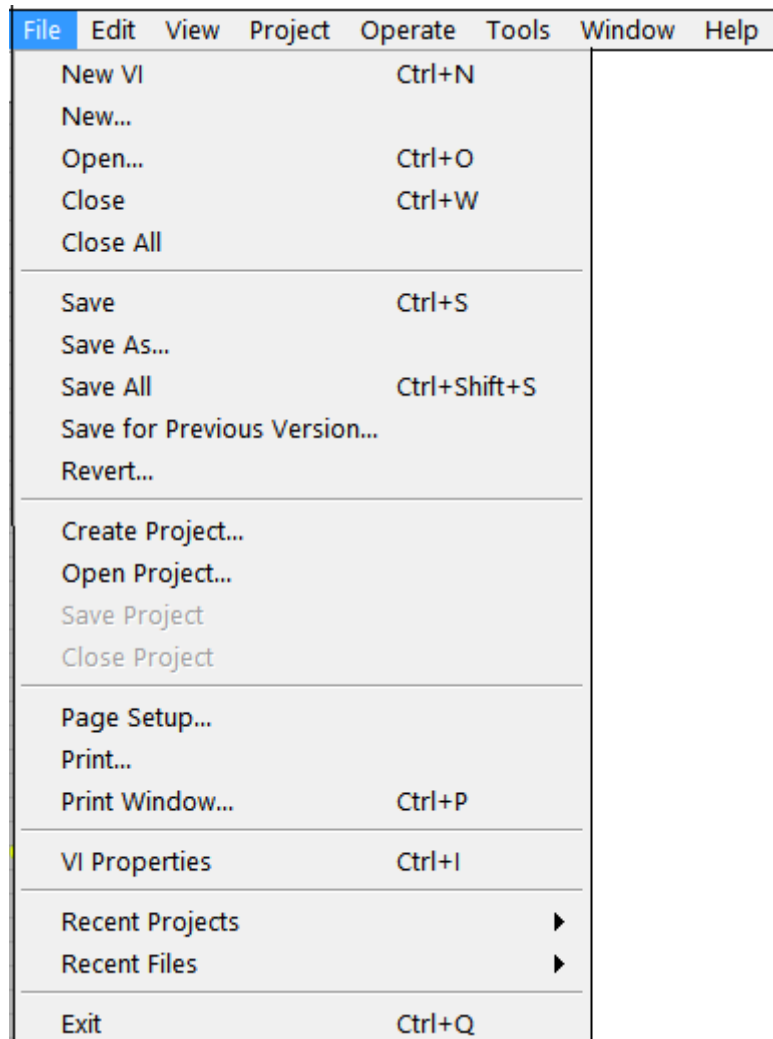 File Edit View Project Operate Tools Window Help
New VI Ctrl+N
New...
Open... Ctrl+O
Close Ctrl+W
Close All
Save Ctrl+S
Save As...
Save All Ctrl+Shift+S
Save for Previous Version...
Revert...
Create Project...
Open Project...
Save Project
Close Project
Page Setup...
Print...
Print Window... Ctrl+P
VI Properties Ctrl+I
Recent Projects
Recent Files
Exit Ctrl+Q